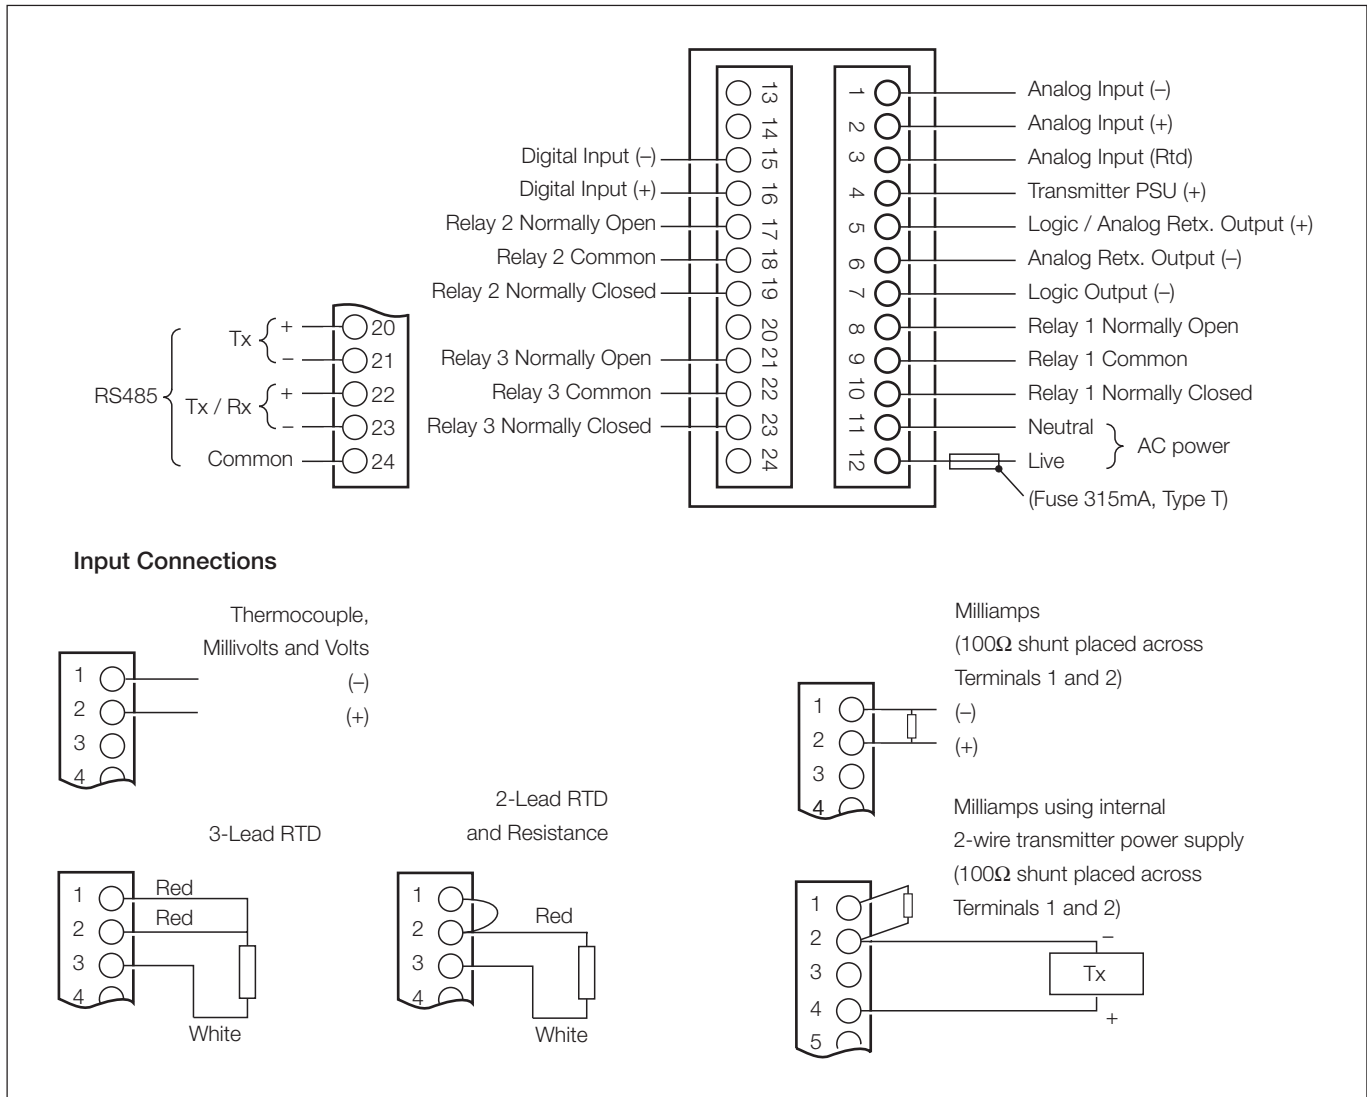 13 1 Analog Input (–)
14 2 Analog Input (+)
Digital Input (–) 15 3 Analog Input (Rtd)
Digital Input (+) 16 4 Transmitter PSU (+)
Relay 2 Normally Open 17 5 Logic / Analog Retx. Output (+)
Relay 2 Common 18 6 Analog Retx. Output (–)
Relay 2 Normally Closed 19 7 Logic Output (–)
20 8 Relay 1 Normally Open
Relay 3 Normally Open 21 9 Relay 1 Common
Relay 3 Common 22 10 Relay 1 Normally Closed
Relay 3 Normally Closed 23 11 Neutral
24 12 Live
AC power
(Fuse 315mA, Type T)
RS485
Tx + 20
– 21
Tx / Rx + 22
– 23
Common 24
Input Connections
Thermocouple,
Millivolts and Volts
1 (–)
2 (+)
3
4
Milliamps
(100Ω shunt placed across
Terminals 1 and 2)
1 (–)
2 (+)
3
4
3-Lead RTD
1 Red
2 Red
3
4
White
2-Lead RTD
and Resistance
1
2 Red
3
4
White
Milliamps using internal
2-wire transmitter power supply
(100Ω shunt placed across
Terminals 1 and 2)
1
2 –
3 Tx
4 +
5